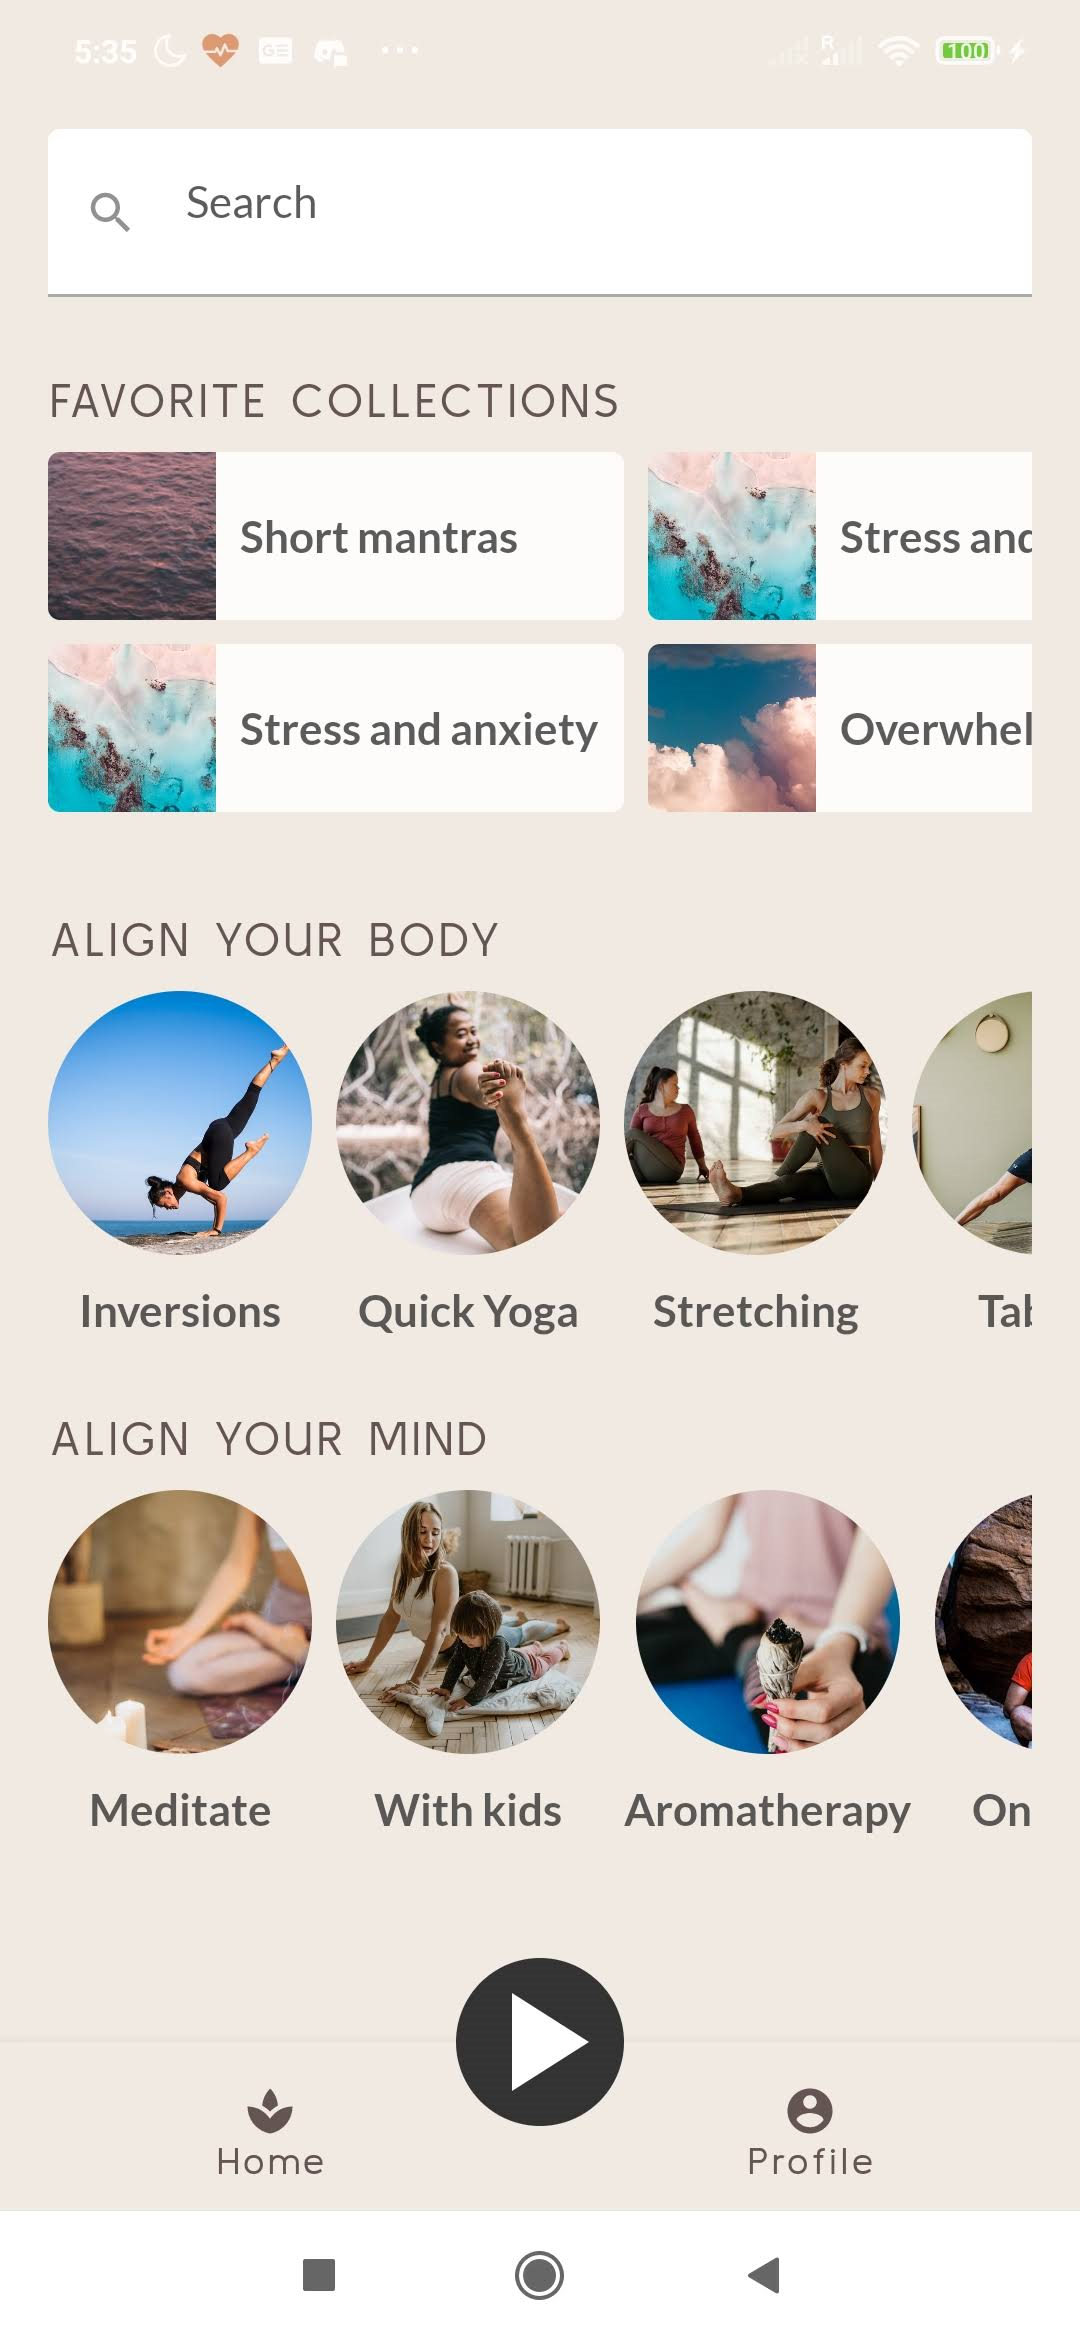 5:35
R
100
Search
FAVORITE COLLECTIONS
Short mantras
Stress and
Stress and anxiety
Overwhel
ALIGN YOUR BODY
Inversions
Quick Yoga
Stretching
Tab
ALIGN YOUR MIND
Meditate
With kids
Aromatherapy
On
Home
Profile